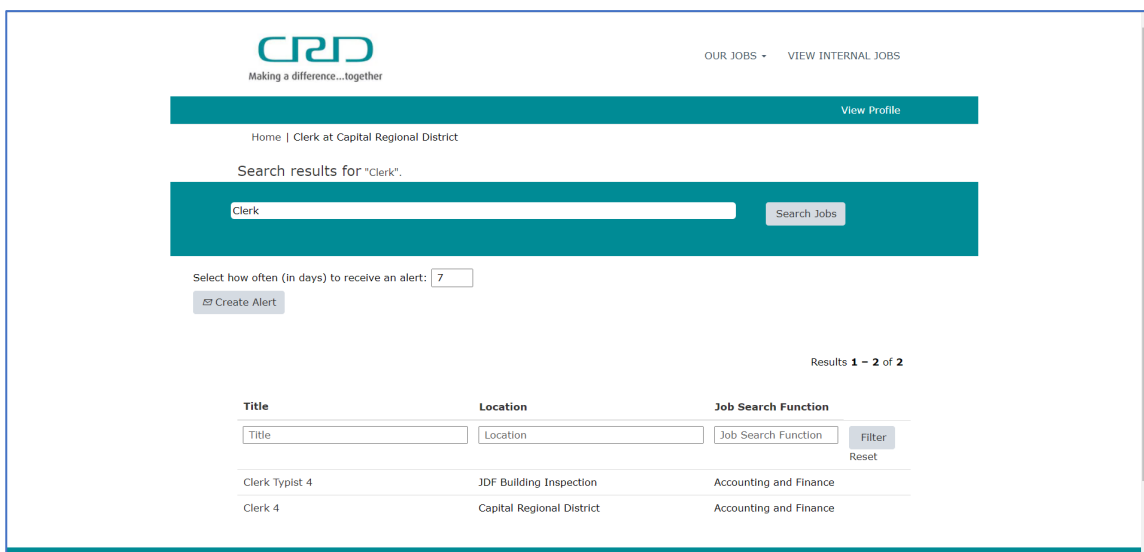 CRD
Making a difference...together
OUR JOBS VIEW INTERNAL JOBS
View Profile
Home | Clerk at Capital Regional District
Search results for "Clerk".
Clerk
Search Jobs
Select how often (in days) to receive an alert: 7
Create Alert
Results 1 – 2 of 2
Title Location Job Search Function
Title Location Job Search Function Filter
Reset
Clerk Typist 4 JDF Building Inspection Accounting and Finance
Clerk 4 Capital Regional District Accounting and Finance